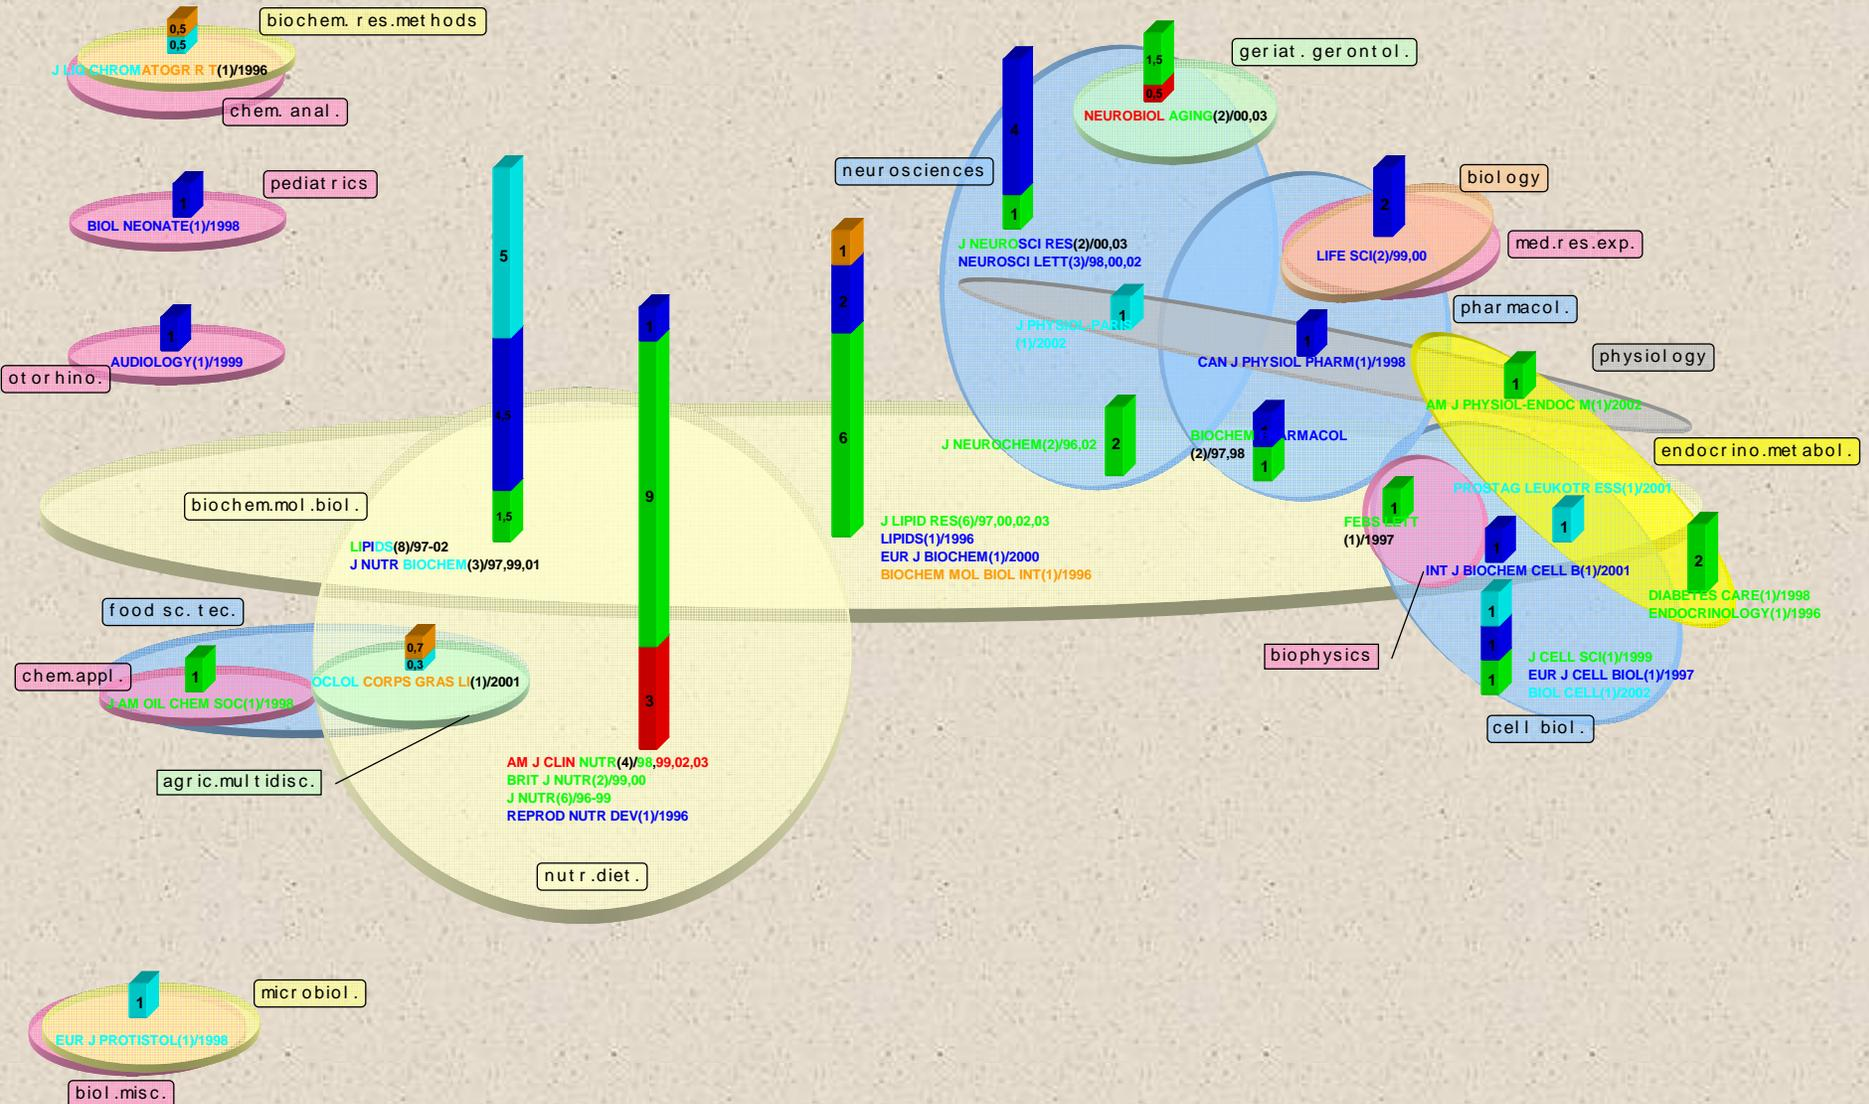 biochem. res.methods
0,5
0,5
J LIQ CHROMATOGR R T(1)/1996
chem. anal.
pediatrics
1
BIOL NEONATE(1)/1998
1
AUDIOLOGY(1)/1999
otorhino.
geriat. gerontol.
1,5
0,5
NEUROBIOL AGING(2)/00,03
neurosciences
4
1
J NEUROSCI RES(2)/00,03
NEUROSCI LETT(3)/98,00,02
biology
2
LIFE SCI(2)/99,00
med.res.exp.
pharmacol.
1
J PHYSIOL-PARIS
(1)/2002
1
CAN J PHYSIOL PHARM(1)/1998
physiology
1
AM J PHYSIOL-ENDOC M(1)/2002
endocrino.metabol.
5
4,5
1,5
LIPIDS(8)/97-02
J NUTR BIOCHEM(3)/97,99,01
biochem.mol.biol.
1
9
3
AM J CLIN NUTR(4)/98,99,02,03
BRIT J NUTR(2)/99,00
J NUTR(6)/96-99
REPROD NUTR DEV(1)/1996
nutr.diet.
1
2
6
J LIPID RES(6)/97,00,02,03
LIPIDS(1)/1996
EUR J BIOCHEM(1)/2000
BIOCHEM MOL BIOL INT(1)/1996
J NEUROCHEM(2)/96,02
2
BIOCHEM PHARMACOL
(2)/97,98
1
1
1
FEBS LETT
(1)/1997
PROSTAG LEUKOTR ESS(1)/2001
1
1
INT J BIOCHEM CELL B(1)/2001
2
DIABETES CARE(1)/1998
ENDOCRINOLOGY(1)/1996
biophysics
1
1
1
J CELL SCI(1)/1999
EUR J CELL BIOL(1)/1997
BIOL CELL(1)/2002
cell biol.
food sc. tec.
chem.appl.
1
J AM OIL CHEM SOC(1)/1998
0,7
0,3
OCLOL CORPS GRAS LI(1)/2001
agric.multidisc.
microbiol.
1
EUR J PROTISTOL(1)/1998
biol.misc.